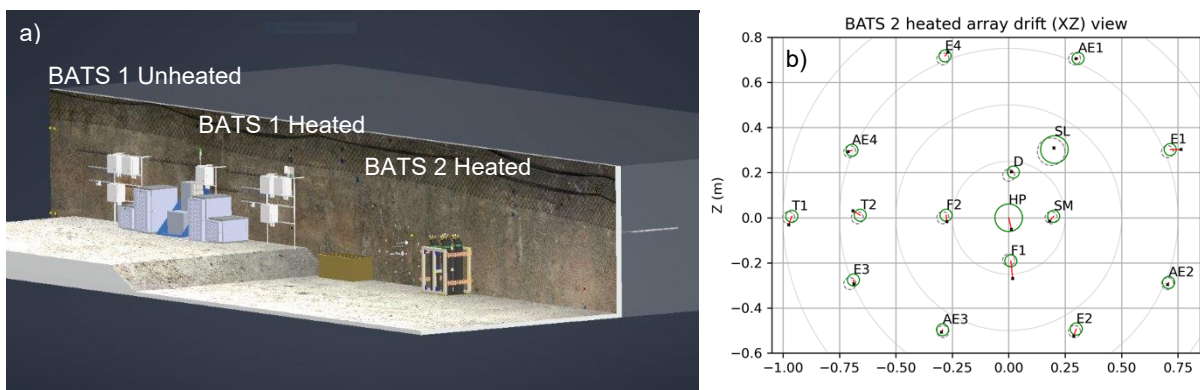 a)
BATS 1 Unheated
BATS 1 Heated
BATS 2 Heated
BATS 2 heated array drift (XZ) view
b)
Z (m)
0.8
0.6
0.4
0.2
0.0
−0.2
−0.4
−0.6
E4
AE1
SL
AE4
E1
D
HP
T1
T2
F2
SM
F1
E3
AE2
AE3
E2
−1.00
−0.75
−0.50
−0.25
0.00
0.25
0.50
0.75